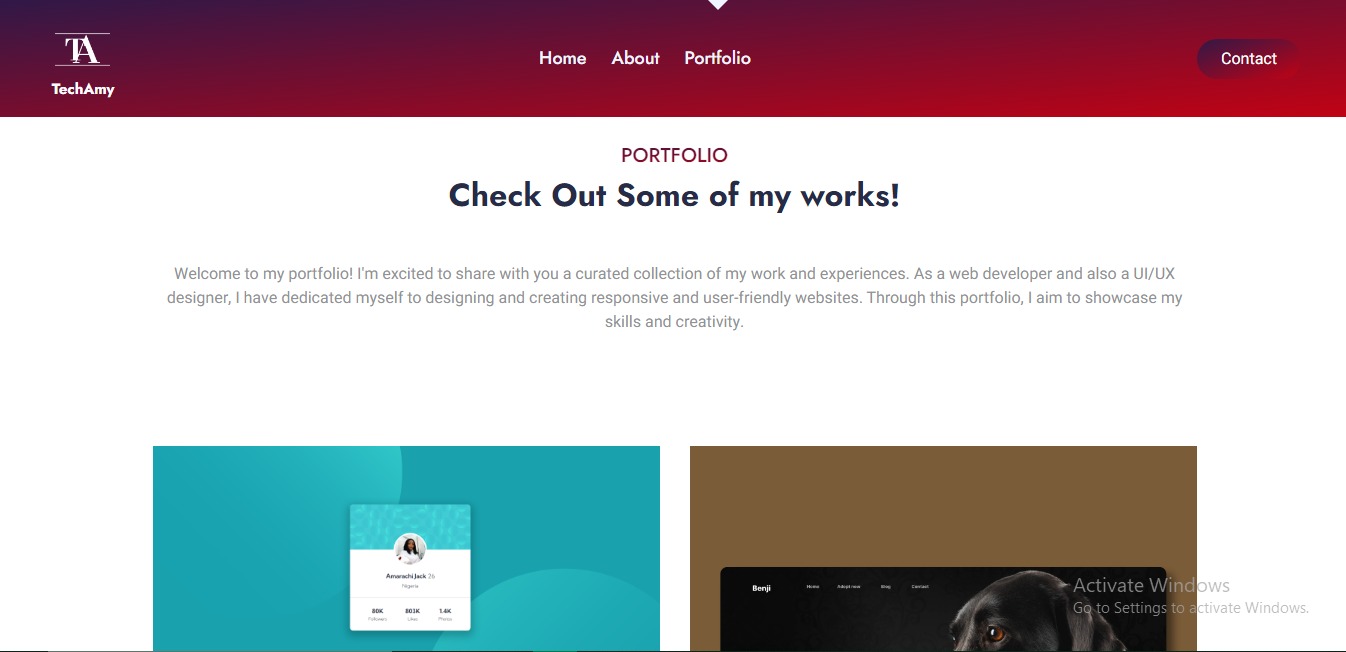 TA
TechAmy
Home About Portfolio
Contact
PORTFOLIO
Check Out Some of my works!
Welcome to my portfolio! I'm excited to share with you a curated collection of my work and experiences. As a web developer and also a UI/UX
designer, I have dedicated myself to designing and creating responsive and user-friendly websites. Through this portfolio, I aim to showcase my
skills and creativity.
Amarachi Jack 26
Nigeria
80K 803K 1.4K
Followers Likes Photos
Benji Home Adopt now Blog Contact
Activate Windows
Go to Settings to activate Windows.